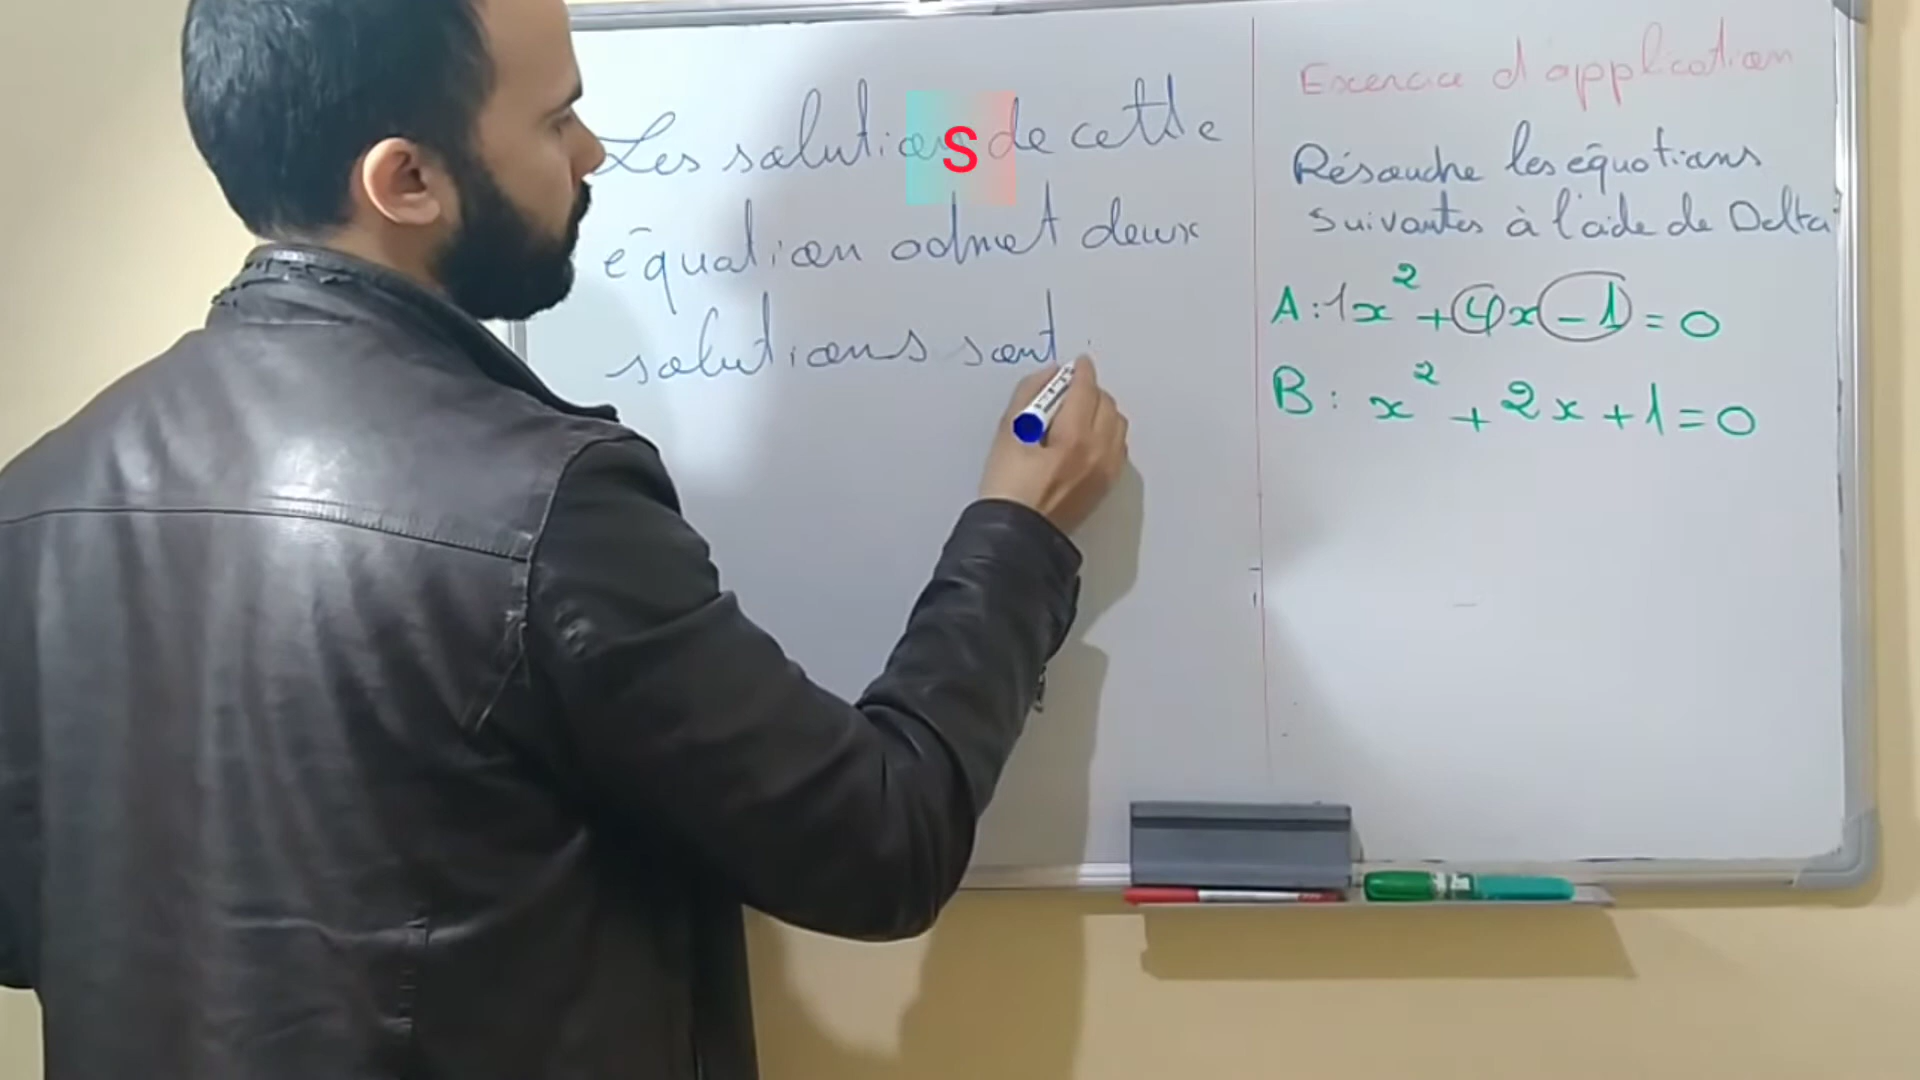 Les solutions de cette
équation admet deux
solutions sont :
Excercice d'application
Résoudre les équations
suivantes à l'aide de Delta
A : 1x² + 4x - 1 = 0
B : x² + 2x + 1 = 0